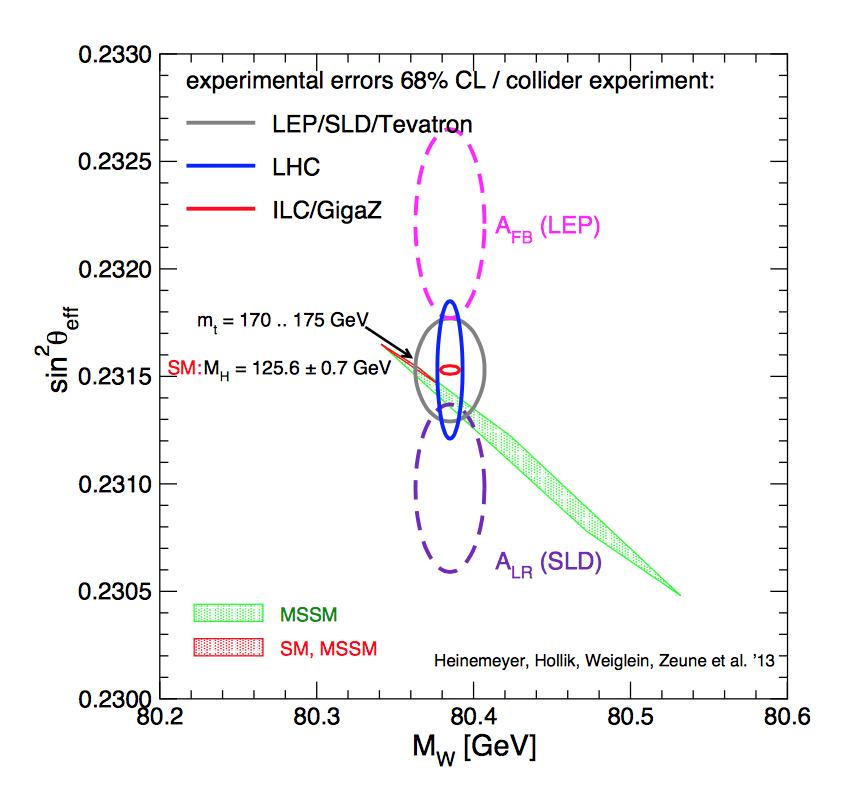 0.2330
experimental errors 68% CL / collider experiment:
LEP/SLD/Tevatron
0.2325
LHC
ILC/GigaZ
A_FB (LEP)
0.2320
sin²θ_eff
m_t = 170 .. 175 GeV
SM: M_H = 125.6 ± 0.7 GeV
0.2315
0.2310
A_LR (SLD)
0.2305
MSSM
SM, MSSM
Heinemeyer, Hollik, Weiglein, Zeune et al. '13
0.2300
80.2 80.3 80.4 80.5 80.6
M_W [GeV]